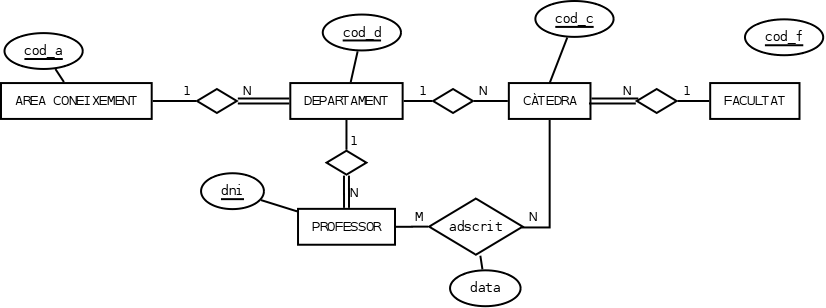 cod_a
cod_d
cod_c
cod_f
AREA CONEIXEMENT
1
N
DEPARTAMENT
1
N
CÀTEDRA
N
1
FACULTAT
1
N
dni
PROFESSOR
M
adscrit
N
data